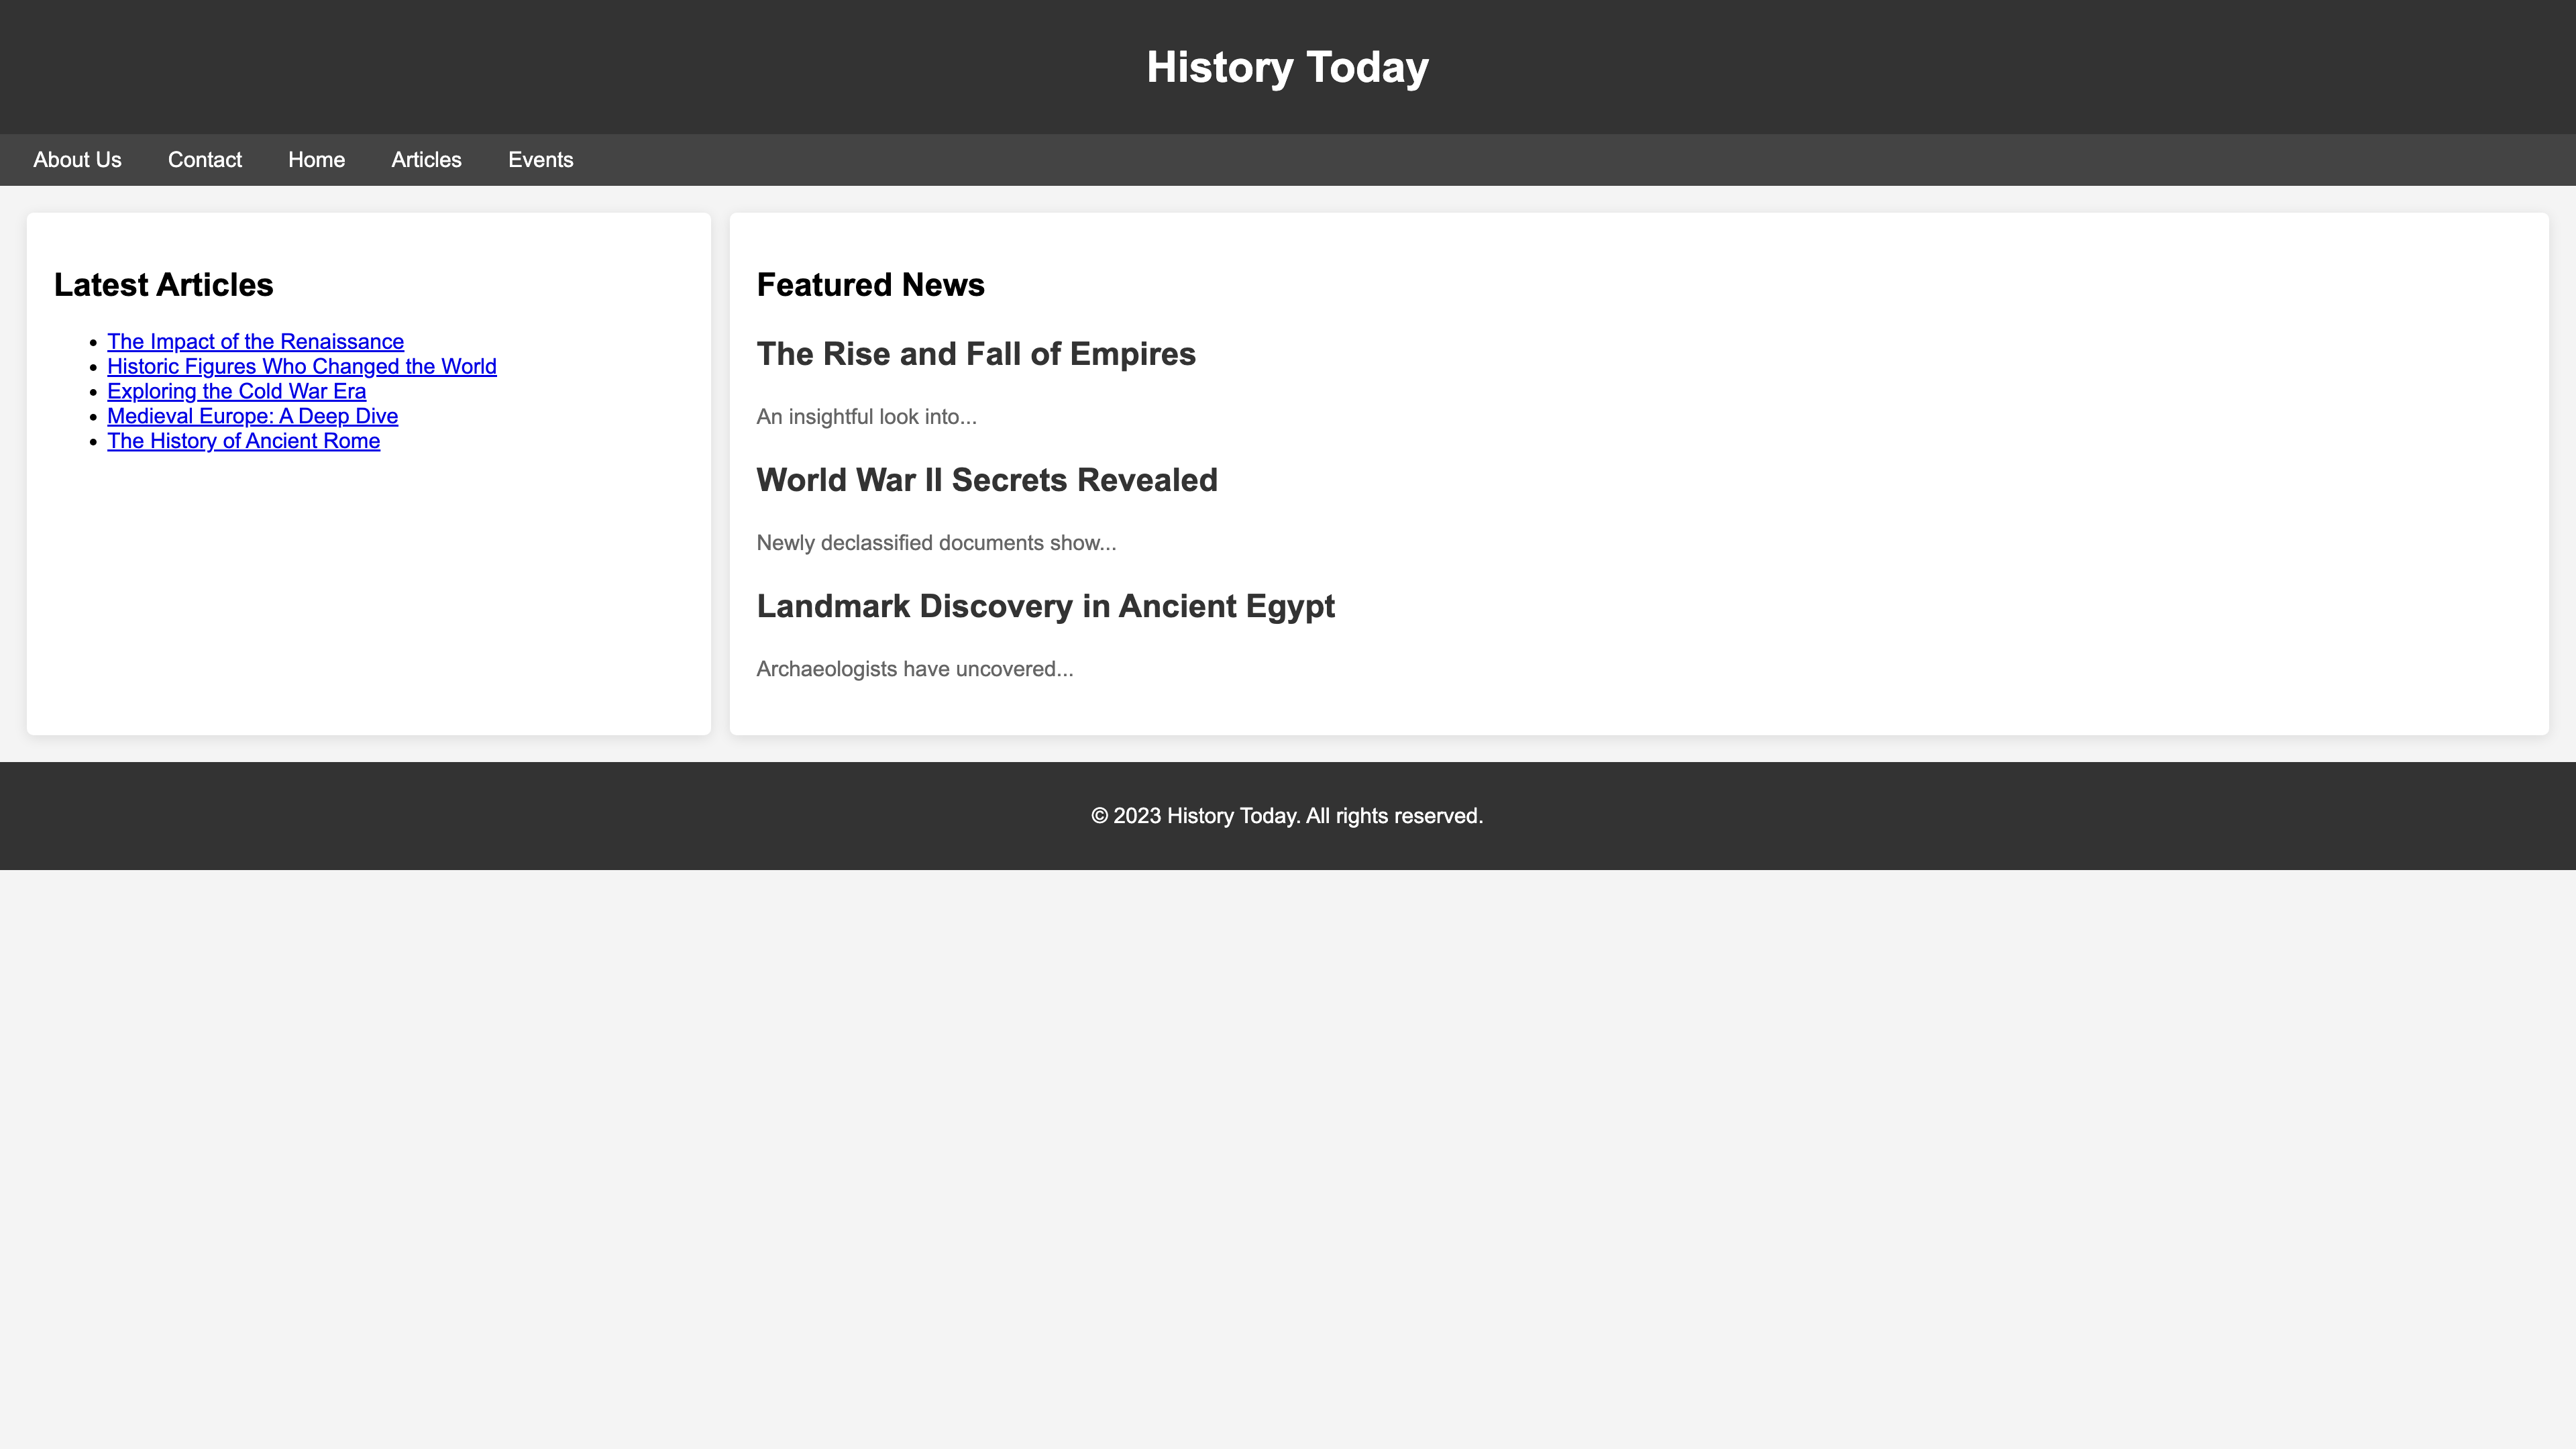 History Today
About Us
Contact
Home
Articles
Events
Latest Articles
The Impact of the Renaissance
Historic Figures Who Changed the World
Exploring the Cold War Era
Medieval Europe: A Deep Dive
The History of Ancient Rome
Featured News
The Rise and Fall of Empires
An insightful look into...
World War II Secrets Revealed
Newly declassified documents show...
Landmark Discovery in Ancient Egypt
Archaeologists have uncovered...
© 2023 History Today. All rights reserved.